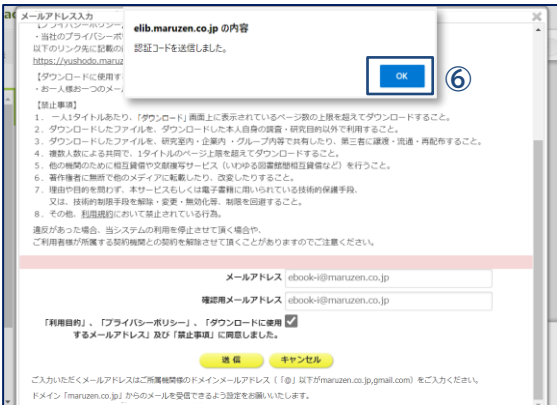 メールアドレス入力
elib.maruzen.co.jp の内容
認証コードを送信しました。
OK
⑥
・当社のプライバシーポ
以下のリンク先に記載の
https://yushodo.maruz
【ダウンロードに使用す
・お一人様お一つのメー
【禁止事項】
1. 一人1タイトルあたり、「ダウンロード」画面上に表示されているページ数の上限を超えてダウンロードすること。
2. ダウンロードしたファイルを、ダウンロードした本人自身の調査・研究目的以外で利用すること。
3. ダウンロードしたファイルを、研究室内・企業内・グループ内等で共有したり、第三者に譲渡・流通・再配布すること。
4. 複数人数による共同で、1タイトルのページ上限を超えてダウンロードすること。
5. 他の機関のために相互貸借や文献複写サービス（いわゆる図書館間相互貸借など）を行うこと。
6. 著作権者に無断で他のメディアに転載したり、改変したりすること。
7. 理由や目的を問わず、本サービスもしくは電子書籍に用いられている技術的保護手段、
又は、技術的制限手段を解除・変更・無効化等、制限を回避すること。
8. その他、利用規約において禁止されている行為。
違反があった場合、当システムの利用を停止させて頂く場合や、
ご利用者様が所属する契約機関との契約を解除させて頂くことがありますのでご注意ください。
メールアドレス ebook-i@maruzen.co.jp
確認用メールアドレス ebook-i@maruzen.co.jp
「利用目的」、「プライバシーポリシー」、「ダウンロードに使用
するメールアドレス」及び「禁止事項」に同意しました。
送信 キャンセル
ご入力いただくメールアドレスはご所属機関様のドメインメールアドレス（「@」以下がmaruzen.co.jp,gmail.com）をご入力ください。
ドメイン「maruzen.co.jp」からのメールを受信できるよう設定をお願いいたします。